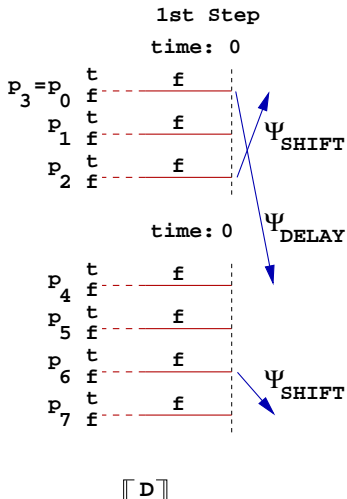 1st Step
time: 0
t f
p3=p0 f
t f
p1 f
t f
p2 f
ΨSHIFT
ΨDELAY
time: 0
t f
p4 f
t f
p5 f
t f
p6 f
ΨSHIFT
t f
p7 f
⟦D⟧